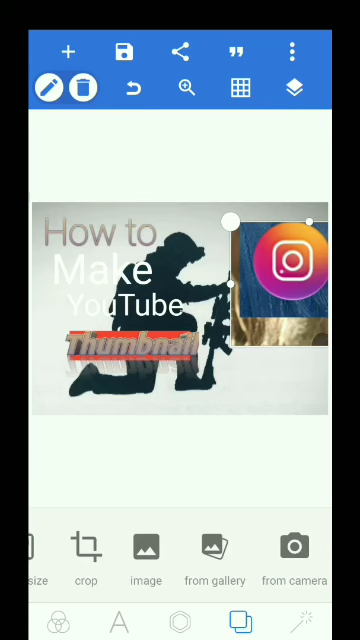 How to
Make
YouTube
Thumbnail
size
crop
image
from gallery
from camera